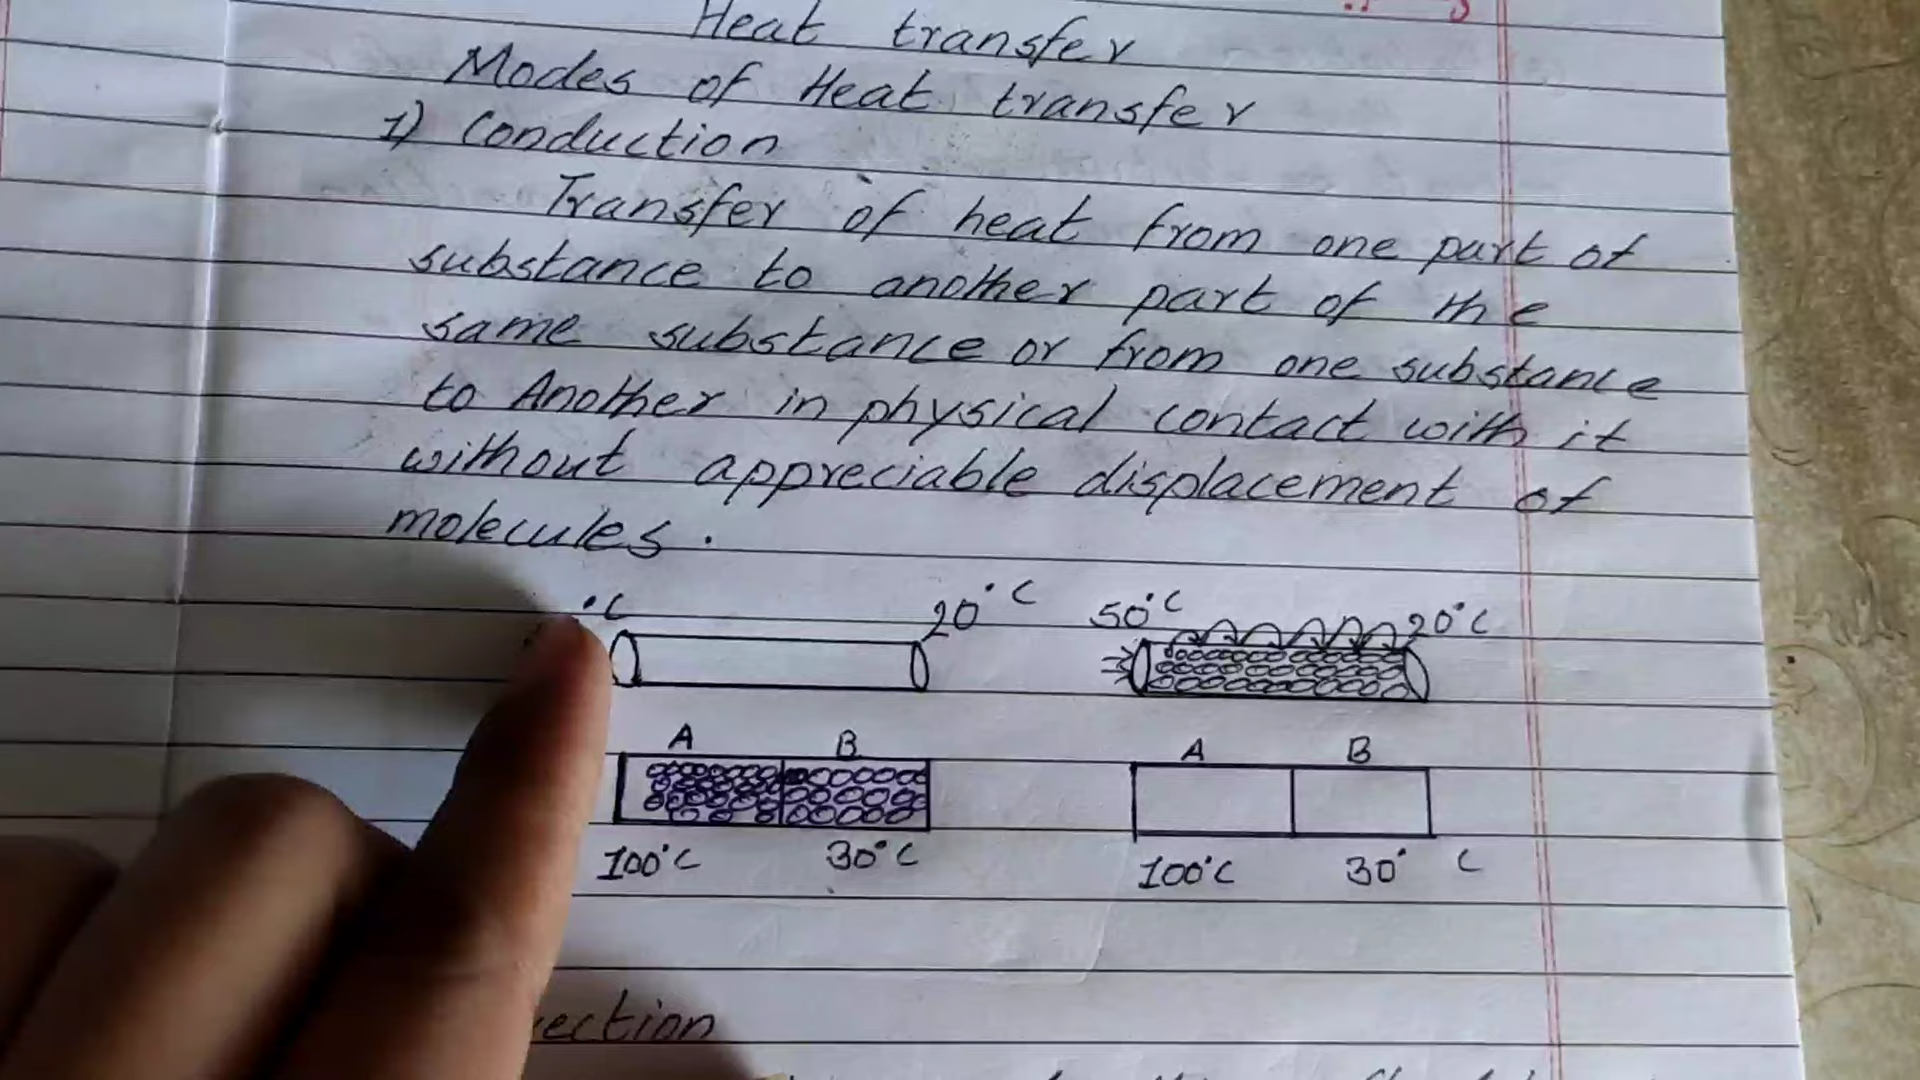 Heat transfer
Modes of Heat transfer
1) Conduction
Transfer of heat from one part of
substance to another part of the
same substance or from one substance
to Another in physical contact with it
without appreciable displacement of
molecules.
°C 20°C 50°C 20°C
A B A B
100°C 30°C 100°C 30° C